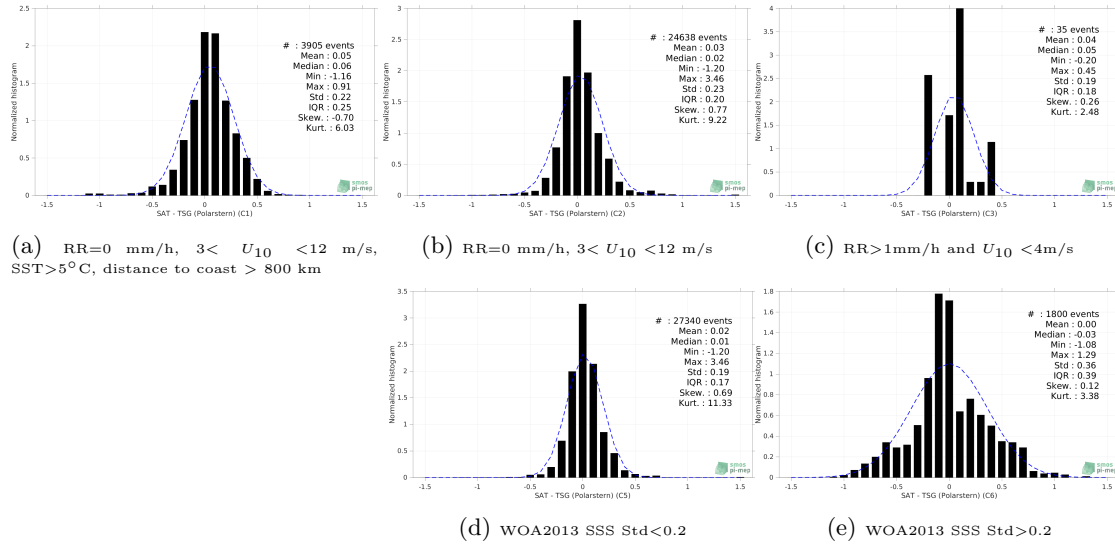 2.5
2
1.5
1
0.5
0
Normalized histogram
# : 3905 events
Mean : 0.05
Median : 0.06
Min : -1.16
Max : 0.91
Std : 0.22
IQR : 0.25
Skew. : -0.70
Kurt. : 6.03
smos
pi-mep
-1.5 -1 -0.5 0 0.5 1 1.5
SAT - TSG (Polarstern) (C1)
(a) RR=0 mm/h, 3< U10 <12 m/s,
SST>5°C, distance to coast > 800 km
3.5
3
2.5
2
1.5
1
0.5
0
Normalized histogram
# : 24638 events
Mean : 0.03
Median : 0.02
Min : -1.20
Max : 3.46
Std : 0.23
IQR : 0.20
Skew. : 0.77
Kurt. : 9.22
smos
pi-mep
-1.5 -1 -0.5 0 0.5 1 1.5
SAT - TSG (Polarstern) (C2)
(b) RR=0 mm/h, 3< U10 <12 m/s
4
3.5
3
2.5
2
1.5
1
0.5
0
Normalized histogram
# : 35 events
Mean : 0.04
Median : 0.05
Min : -0.20
Max : 0.45
Std : 0.19
IQR : 0.18
Skew. : 0.26
Kurt. : 2.48
smos
pi-mep
-1.5 -1 -0.5 0 0.5 1 1.5
SAT - TSG (Polarstern) (C3)
(c) RR>1mm/h and U10 <4m/s
3.5
3
2.5
2
1.5
1
0.5
0
Normalized histogram
# : 27340 events
Mean : 0.02
Median : 0.01
Min : -1.20
Max : 3.46
Std : 0.19
IQR : 0.17
Skew. : 0.69
Kurt. : 11.33
smos
pi-mep
-1.5 -1 -0.5 0 0.5 1 1.5
SAT - TSG (Polarstern) (C5)
(d) WOA2013 SSS Std<0.2
1.8
1.6
1.4
1.2
1
0.8
0.6
0.4
0.2
0
Normalized histogram
# : 1800 events
Mean : 0.00
Median : -0.03
Min : -1.08
Max : 1.29
Std : 0.36
IQR : 0.39
Skew. : 0.12
Kurt. : 3.38
smos
pi-mep
-1.5 -1 -0.5 0 0.5 1 1.5
SAT - TSG (Polarstern) (C6)
(e) WOA2013 SSS Std>0.2